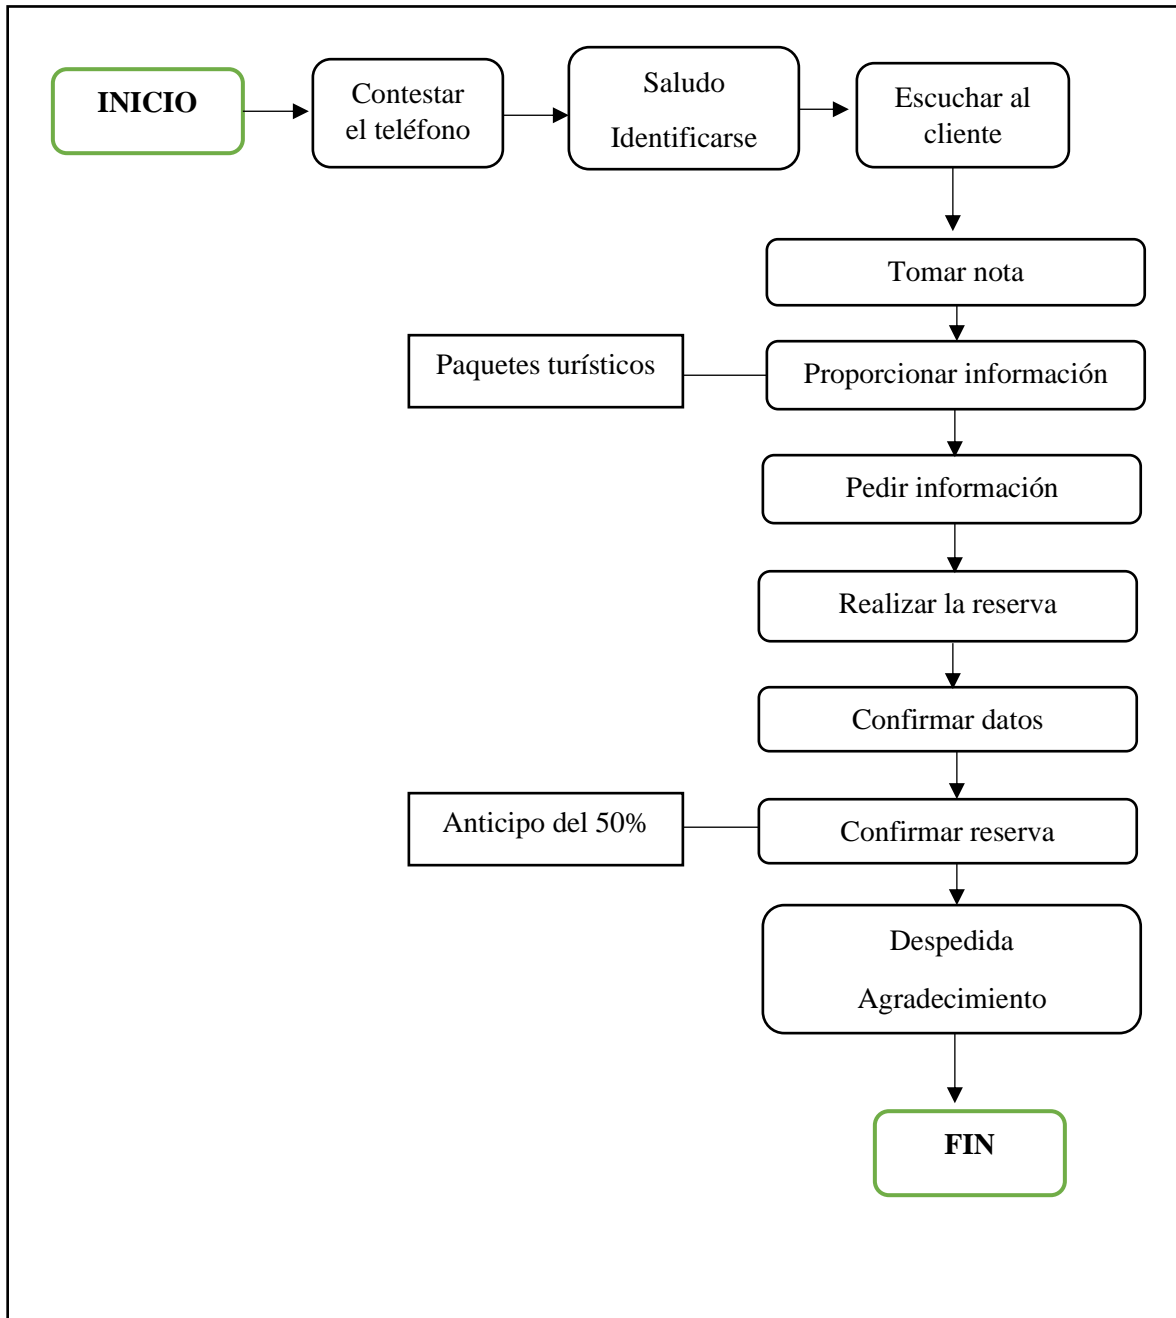 INICIO
Contestar
el teléfono
Saludo
Identificarse
Escuchar al
cliente
Tomar nota
Paquetes turísticos
Proporcionar información
Pedir información
Realizar la reserva
Confirmar datos
Anticipo del 50%
Confirmar reserva
Despedida
Agradecimiento
FIN